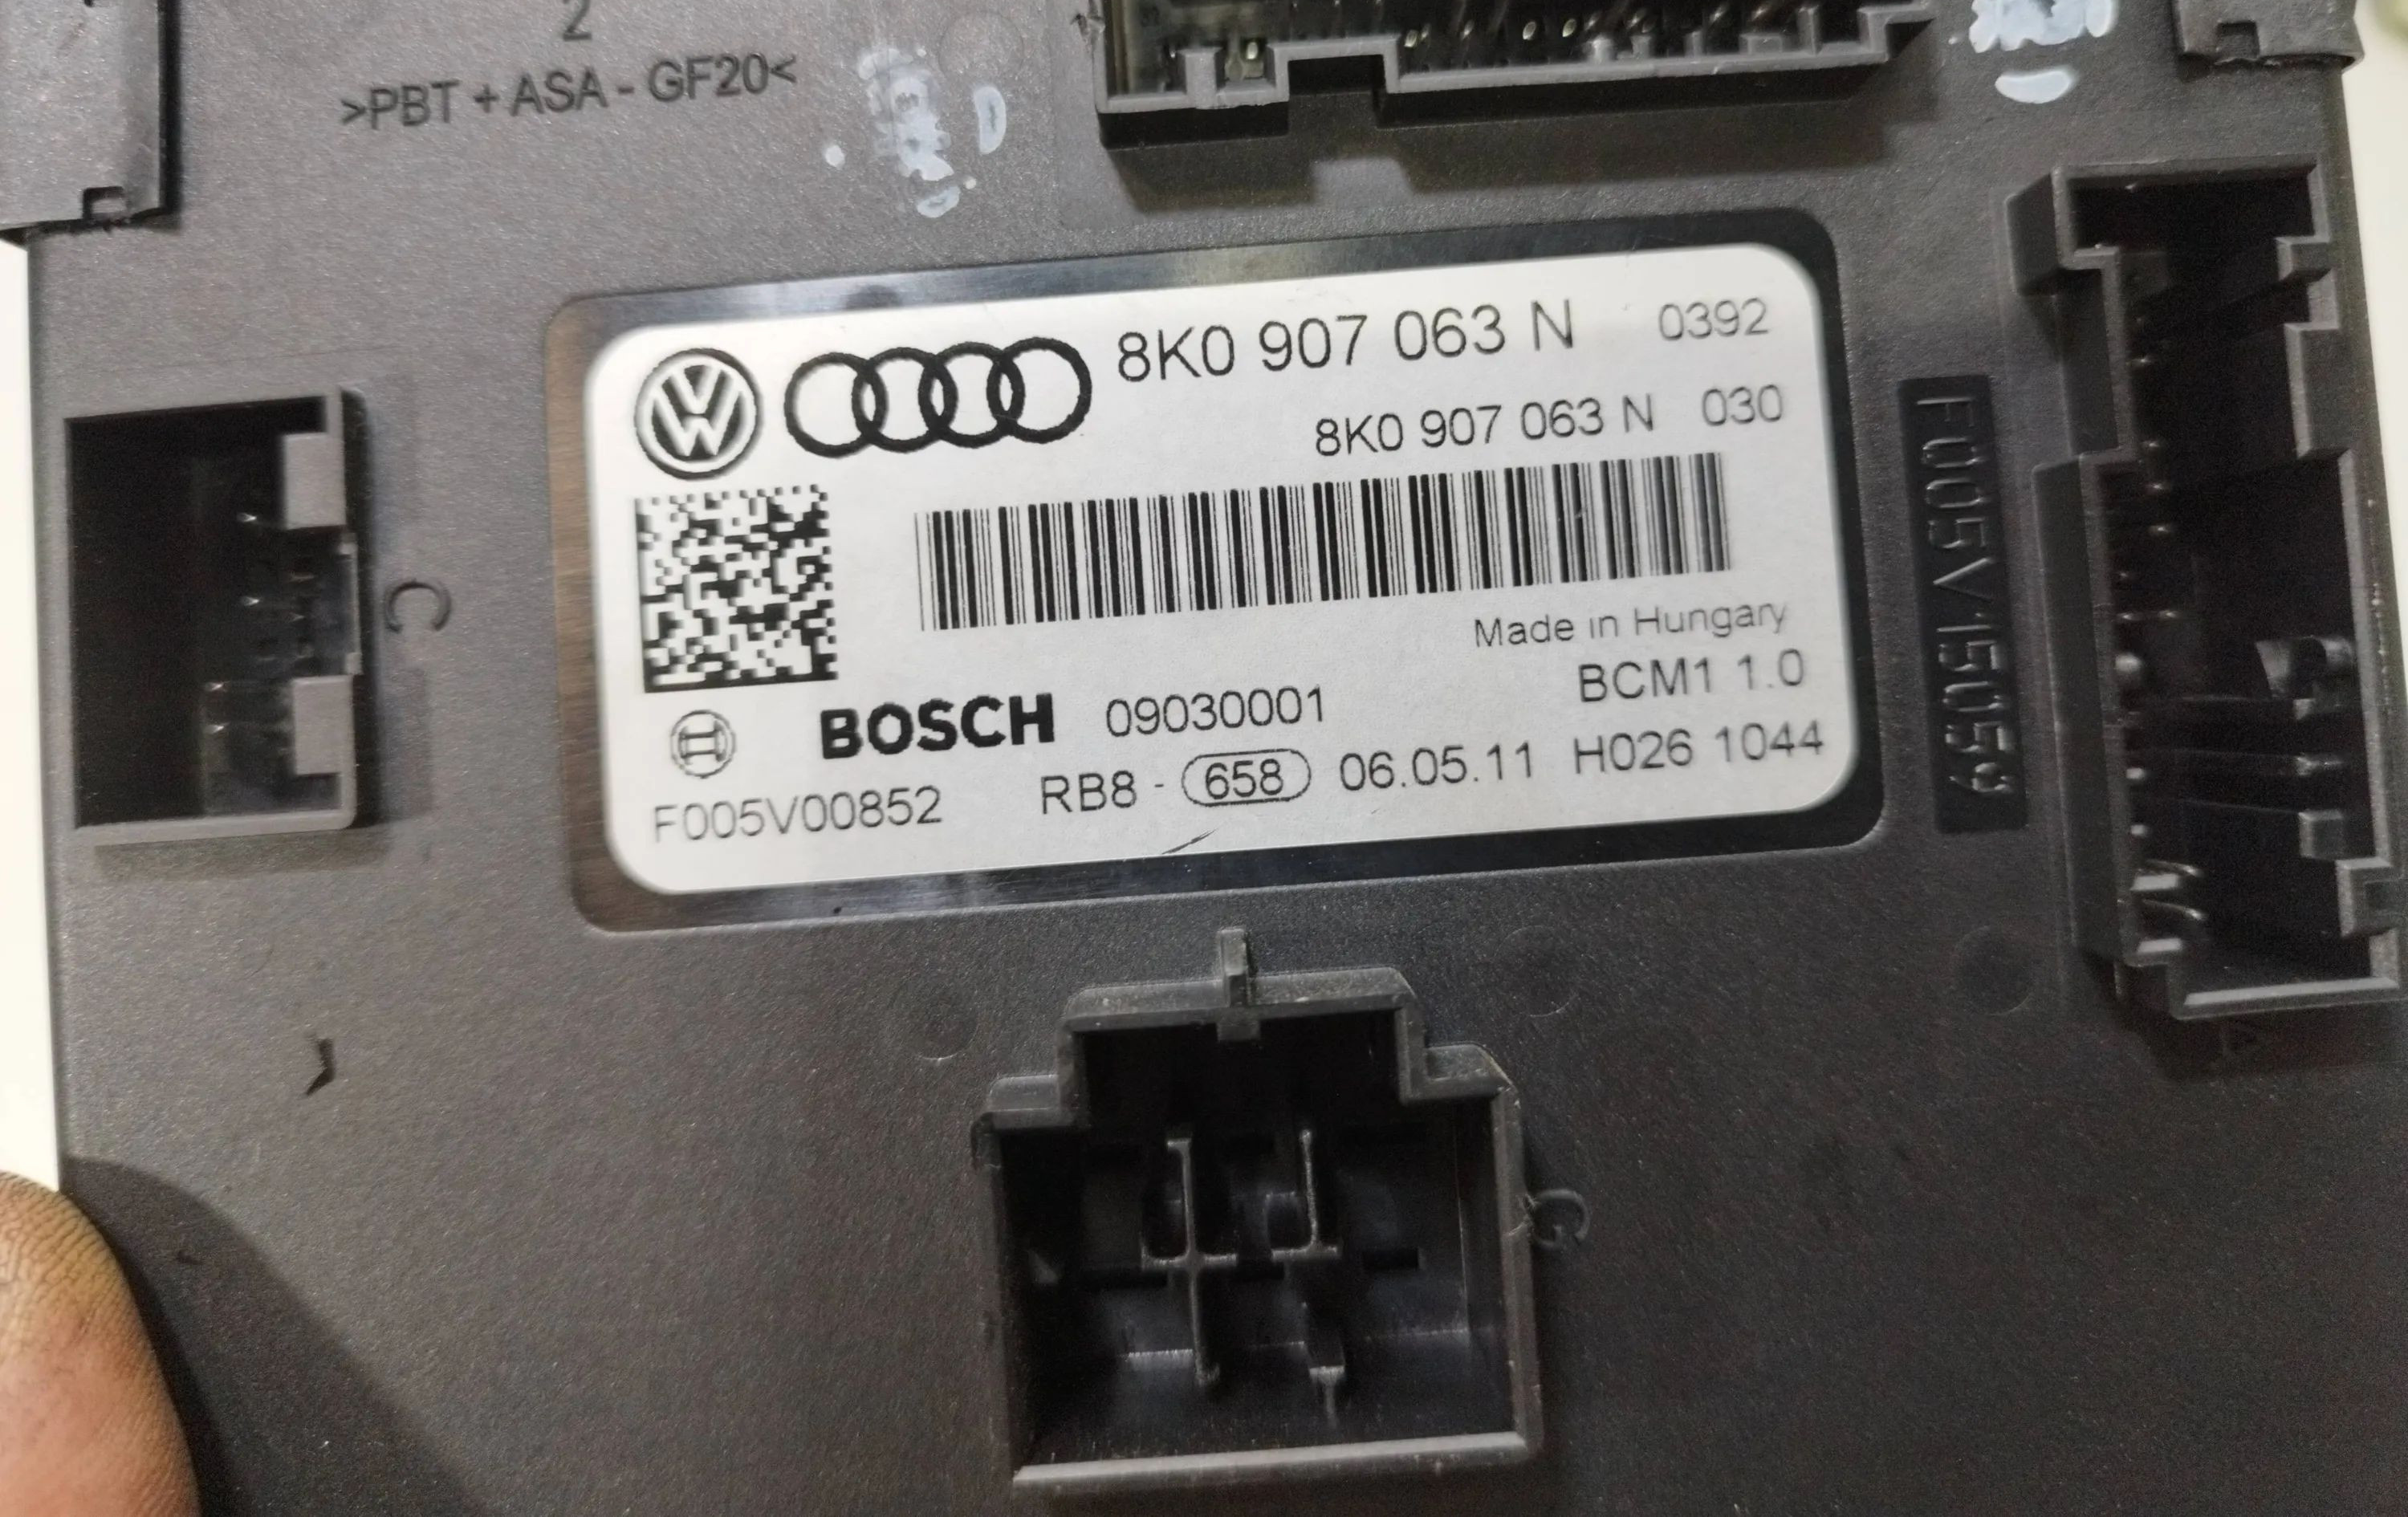 2
>PBT + ASA - GF20<
8K0 907 063 N 0392
8K0 907 063 N 030
Made in Hungary
BCM1 1.0
BOSCH 09030001
F005V00852 RB8 - 658 06.05.11 H026 1044
F005V15059
C
G
A